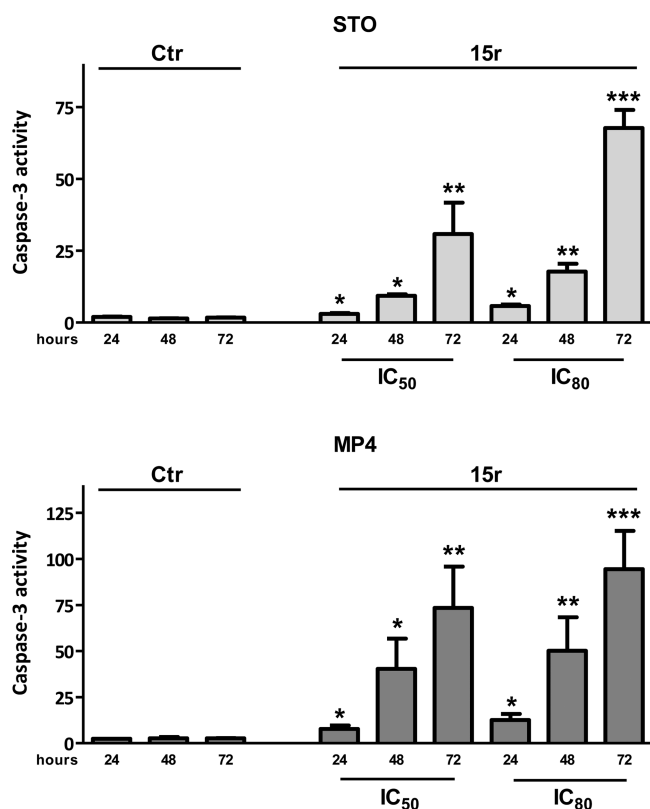 STO
Ctr 15r
Caspase-3 activity
75
50
25
0
* * ** * ** ***
hours 24 48 72 24 48 72 24 48 72
IC50 IC80
MP4
Ctr 15r
Caspase-3 activity
125
100
75
50
25
0
* * ** * ** ***
hours 24 48 72 24 48 72 24 48 72
IC50 IC80